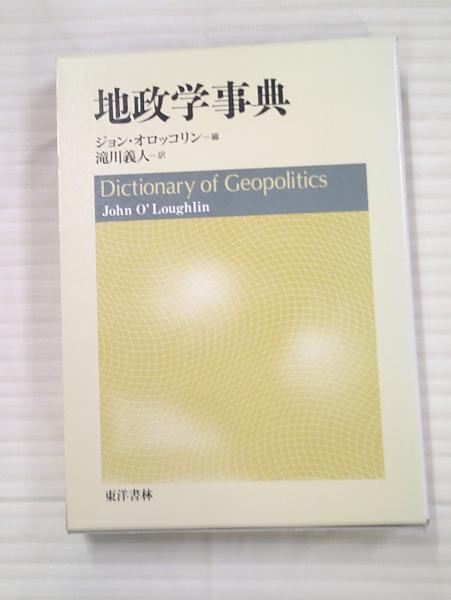 地政学事典
ジョン・オロッコリン—編
滝川義人—訳
Dictionary of Geopolitics
John O'Loughlin
東洋書林